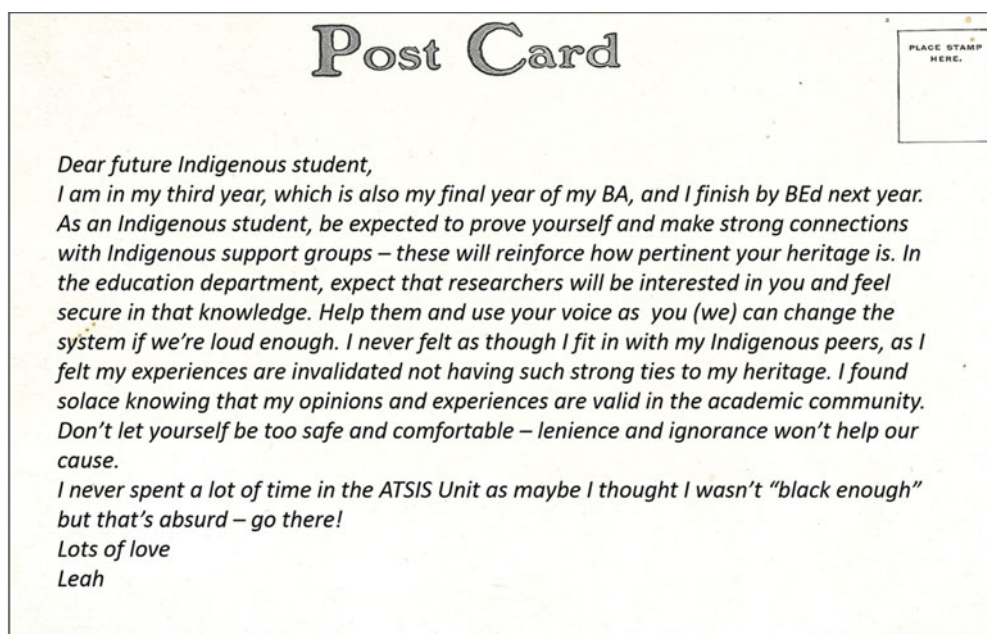 Post Card
PLACE STAMP
HERE.
Dear future Indigenous student,
I am in my third year, which is also my final year of my BA, and I finish by BEd next year.
As an Indigenous student, be expected to prove yourself and make strong connections
with Indigenous support groups – these will reinforce how pertinent your heritage is. In
the education department, expect that researchers will be interested in you and feel
secure in that knowledge. Help them and use your voice as  you (we) can change the
system if we’re loud enough. I never felt as though I fit in with my Indigenous peers, as I
felt my experiences are invalidated not having such strong ties to my heritage. I found
solace knowing that my opinions and experiences are valid in the academic community.
Don’t let yourself be too safe and comfortable – lenience and ignorance won’t help our
cause.
I never spent a lot of time in the ATSIS Unit as maybe I thought I wasn’t “black enough”
but that’s absurd – go there!
Lots of love
Leah